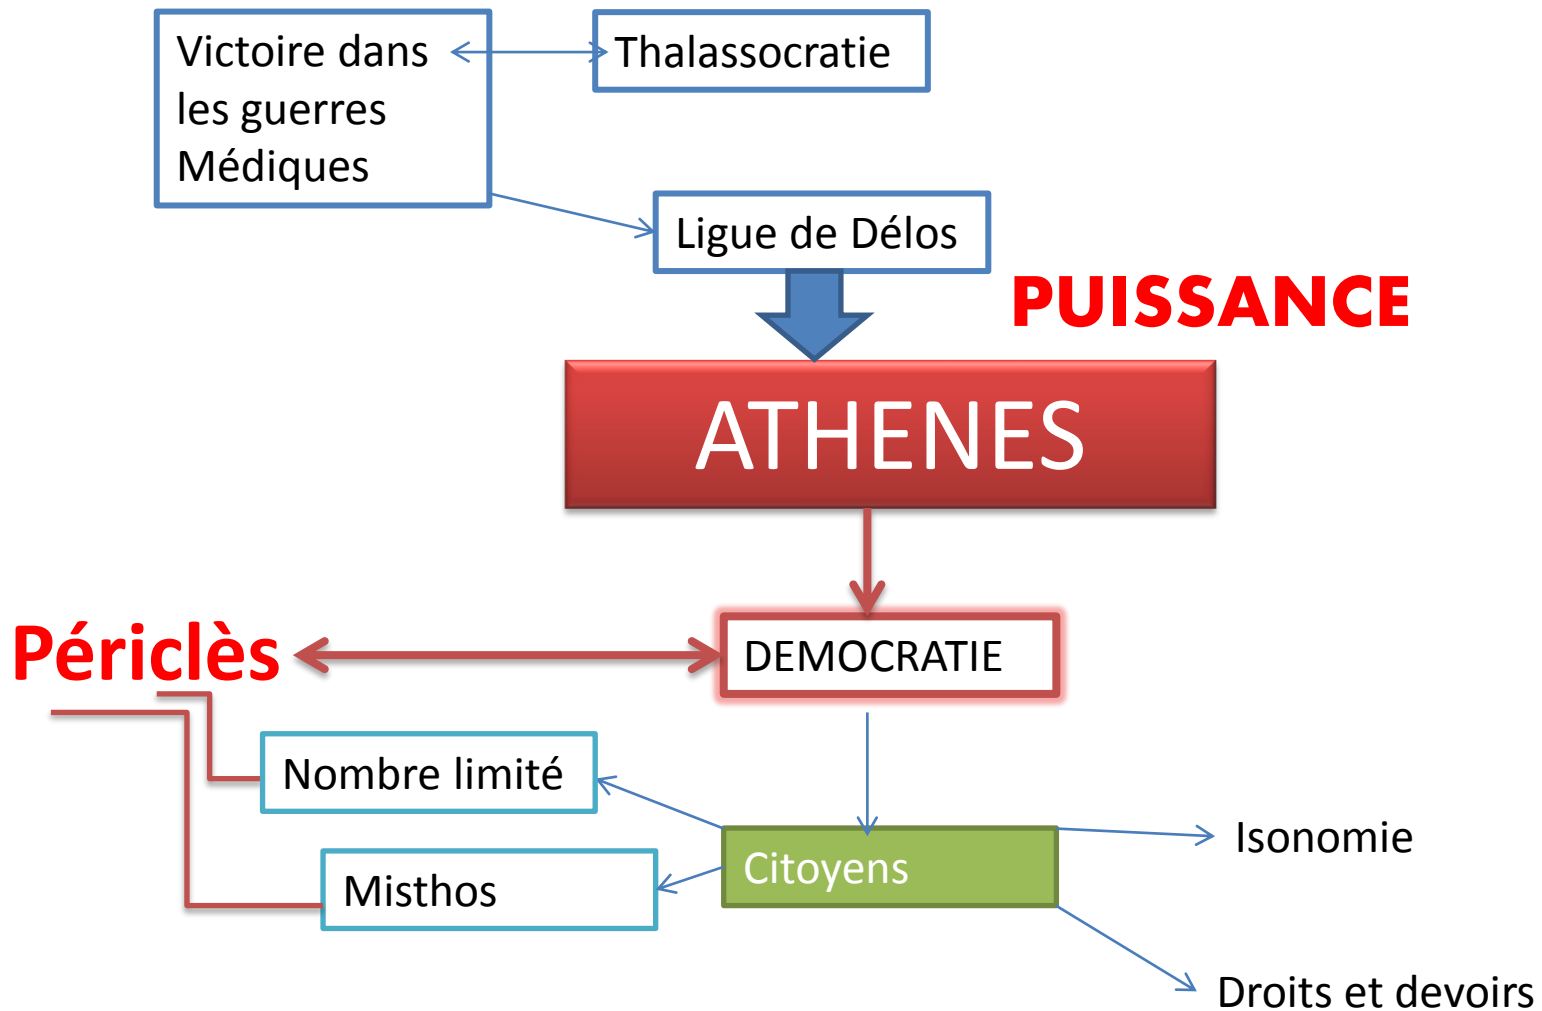 Victoire dans
les guerres
Médiques
Thalassocratie
Ligue de Délos
PUISSANCE
ATHENES
Périclès
DEMOCRATIE
Nombre limité
Misthos
Citoyens
Isonomie
Droits et devoirs